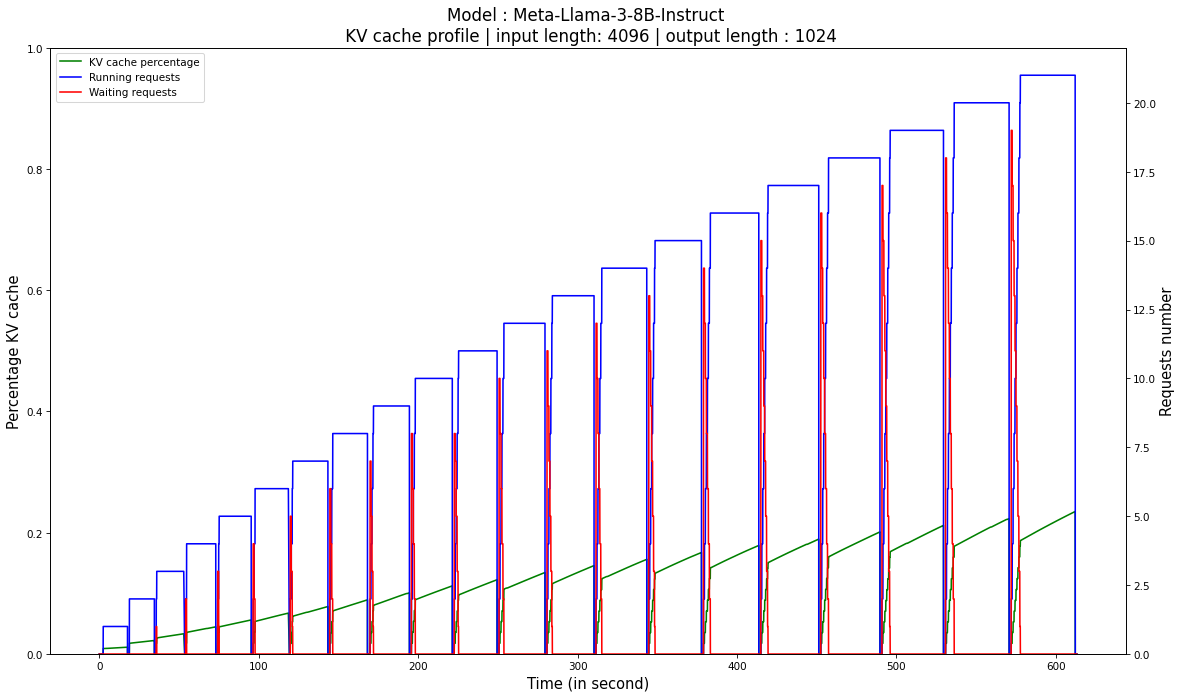 Model : Meta-Llama-3-8B-Instruct
KV cache profile | input length: 4096 | output length : 1024
KV cache percentage
Running requests
Waiting requests
Percentage KV cache
1.0
0.8
0.6
0.4
0.2
0.0
20.0
17.5
15.0
12.5
10.0
7.5
5.0
2.5
0.0
Requests number
0
100
200
300
400
500
600
Time (in second)